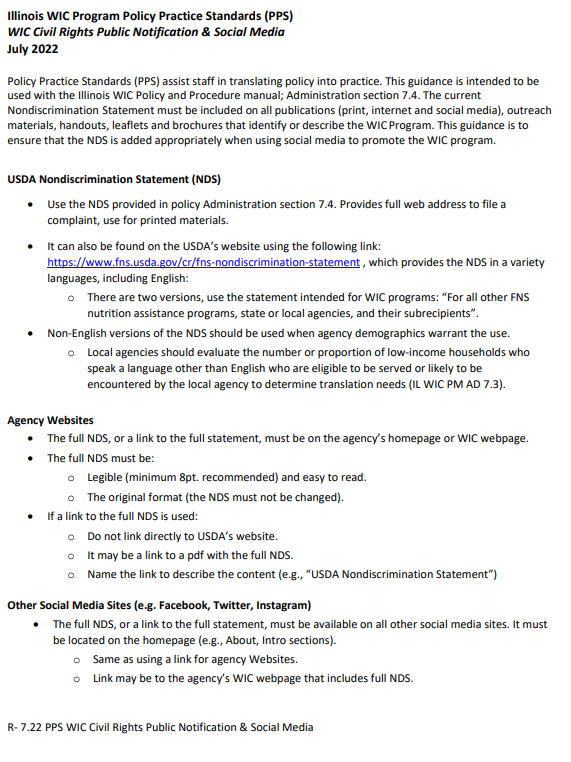 Illinois WIC Program Policy Practice Standards (PPS)
WIC Civil Rights Public Notification & Social Media
July 2022
Policy Practice Standards (PPS) assist staff in translating policy into practice. This guidance is intended to be
used with the Illinois WIC Policy and Procedure manual; Administration section 7.4. The current
Nondiscrimination Statement must be included on all publications (print, internet and social media), outreach
materials, handouts, leaflets and brochures that identify or describe the WIC Program. This guidance is to
ensure that the NDS is added appropriately when using social media to promote the WIC program.
USDA Nondiscrimination Statement (NDS)
• Use the NDS provided in policy Administration section 7.4. Provides full web address to file a
complaint, use for printed materials.
• It can also be found on the USDA's website using the following link:
https://www.fns.usda.gov/cr/fns-nondiscrimination-statement , which provides the NDS in a variety
languages, including English:
o There are two versions, use the statement intended for WIC programs: “For all other FNS
nutrition assistance programs, state or local agencies, and their subrecipients”.
• Non-English versions of the NDS should be used when agency demographics warrant the use.
o Local agencies should evaluate the number or proportion of low-income households who
speak a language other than English who are eligible to be served or likely to be
encountered by the local agency to determine translation needs (IL WIC PM AD 7.3).
Agency Websites
• The full NDS, or a link to the full statement, must be on the agency's homepage or WIC webpage.
• The full NDS must be:
o Legible (minimum 8pt. recommended) and easy to read.
o The original format (the NDS must not be changed).
• If a link to the full NDS is used:
o Do not link directly to USDA's website.
o It may be a link to a pdf with the full NDS.
o Name the link to describe the content (e.g., “USDA Nondiscrimination Statement”)
Other Social Media Sites (e.g. Facebook, Twitter, Instagram)
• The full NDS, or a link to the full statement, must be available on all other social media sites. It must
be located on the homepage (e.g., About, Intro sections).
o Same as using a link for agency Websites.
o Link may be to the agency's WIC webpage that includes full NDS.
R- 7.22 PPS WIC Civil Rights Public Notification & Social Media